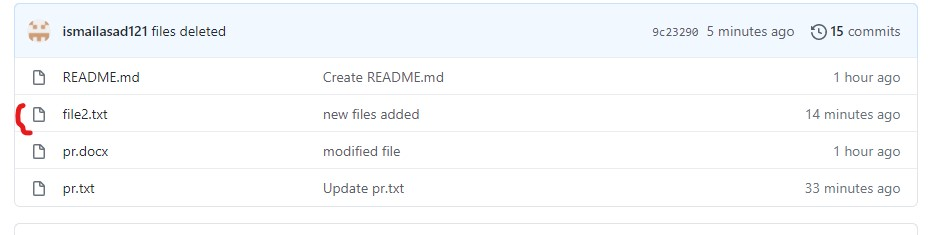 ismailasad121 files deleted 9c23290 5 minutes ago 15 commits
README.md Create README.md 1 hour ago
file2.txt new files added 14 minutes ago
pr.docx modified file 1 hour ago
pr.txt Update pr.txt 33 minutes ago